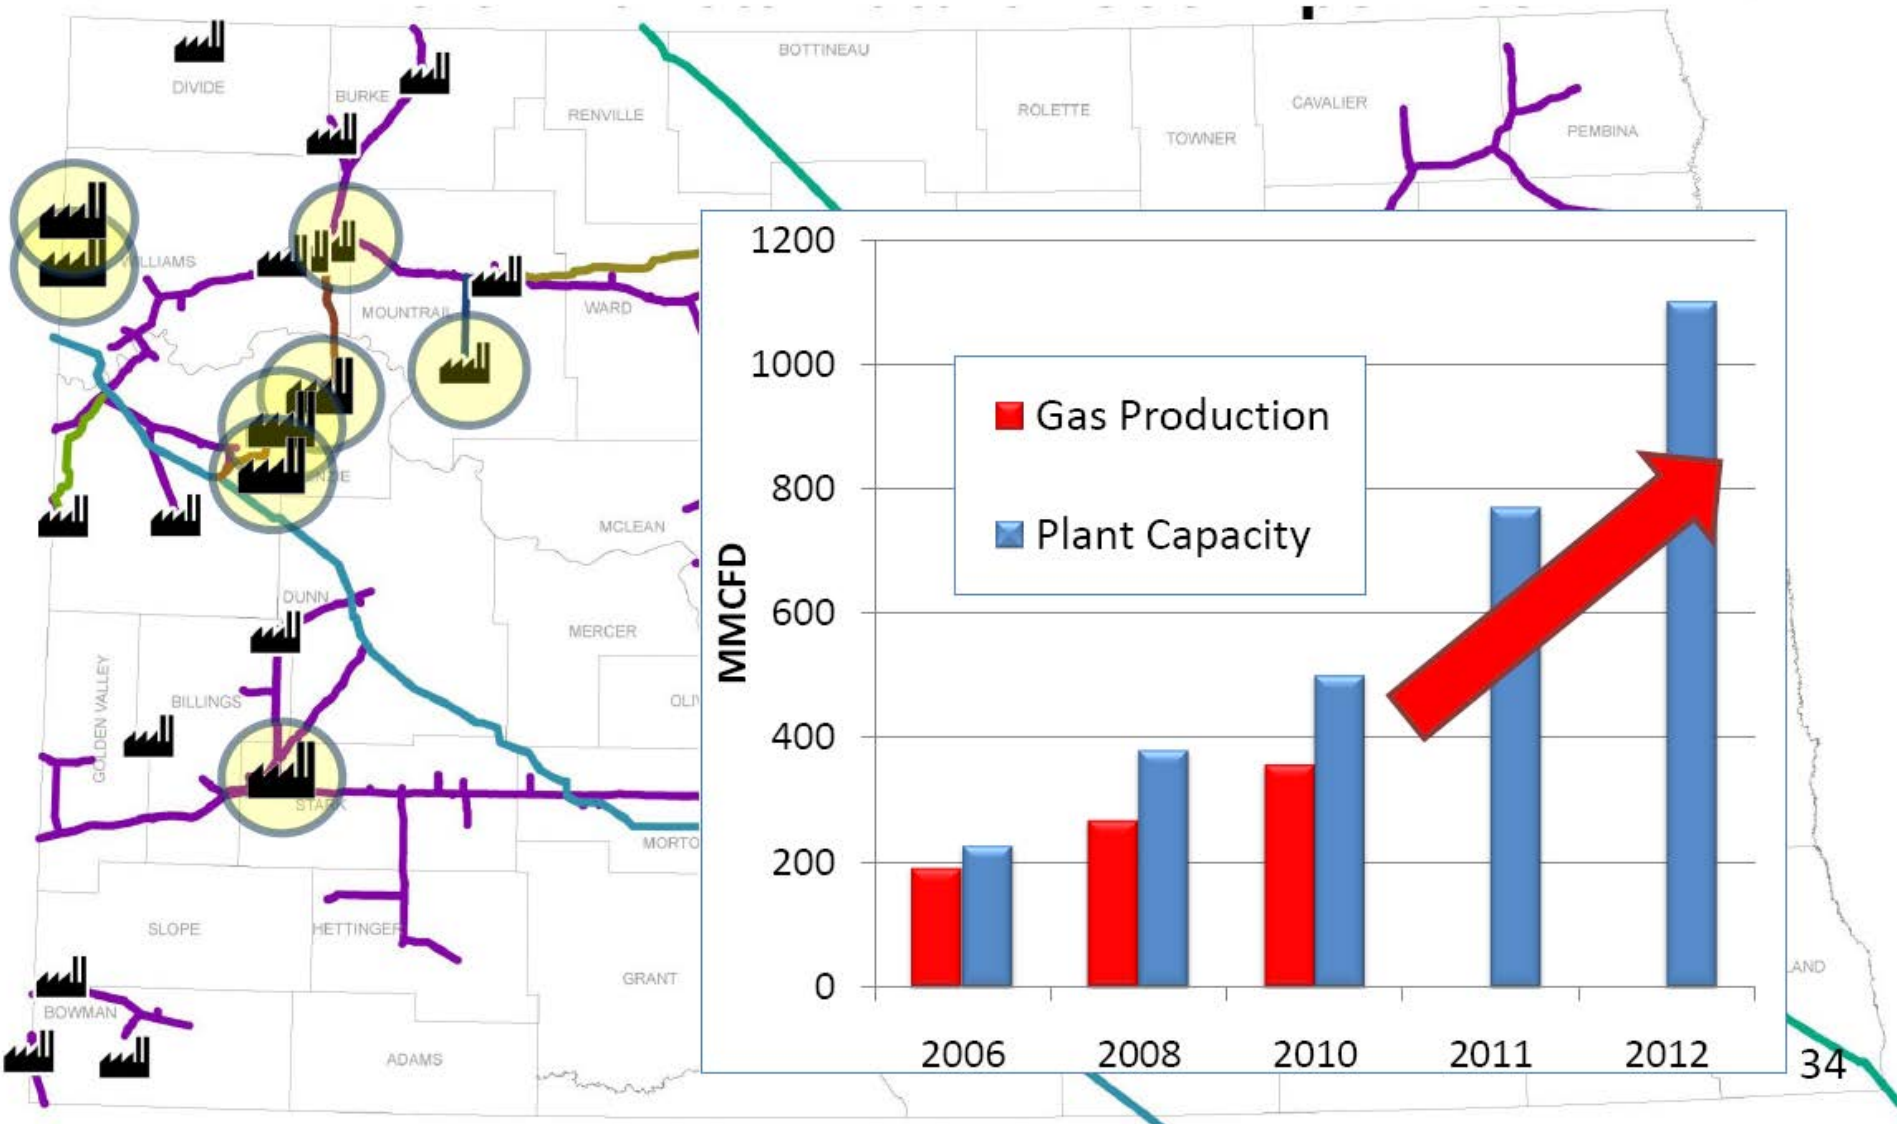 BOTTINEAU
DIVIDE
BURKE
RENVILLE
ROLETTE
CAVALIER
TOWNER
PEMBINA
WILLIAMS
MOUNTRAIL
WARD
MCLEAN
DUNN
MERCER
GOLDEN VALLEY
BILLINGS
STARK
SLOPE
HETTINGER
GRANT
BOWMAN
ADAMS
1200
1000
800
600
400
200
0
MMCFD
Gas Production
Plant Capacity
2006 2008 2010 2011 2012
34